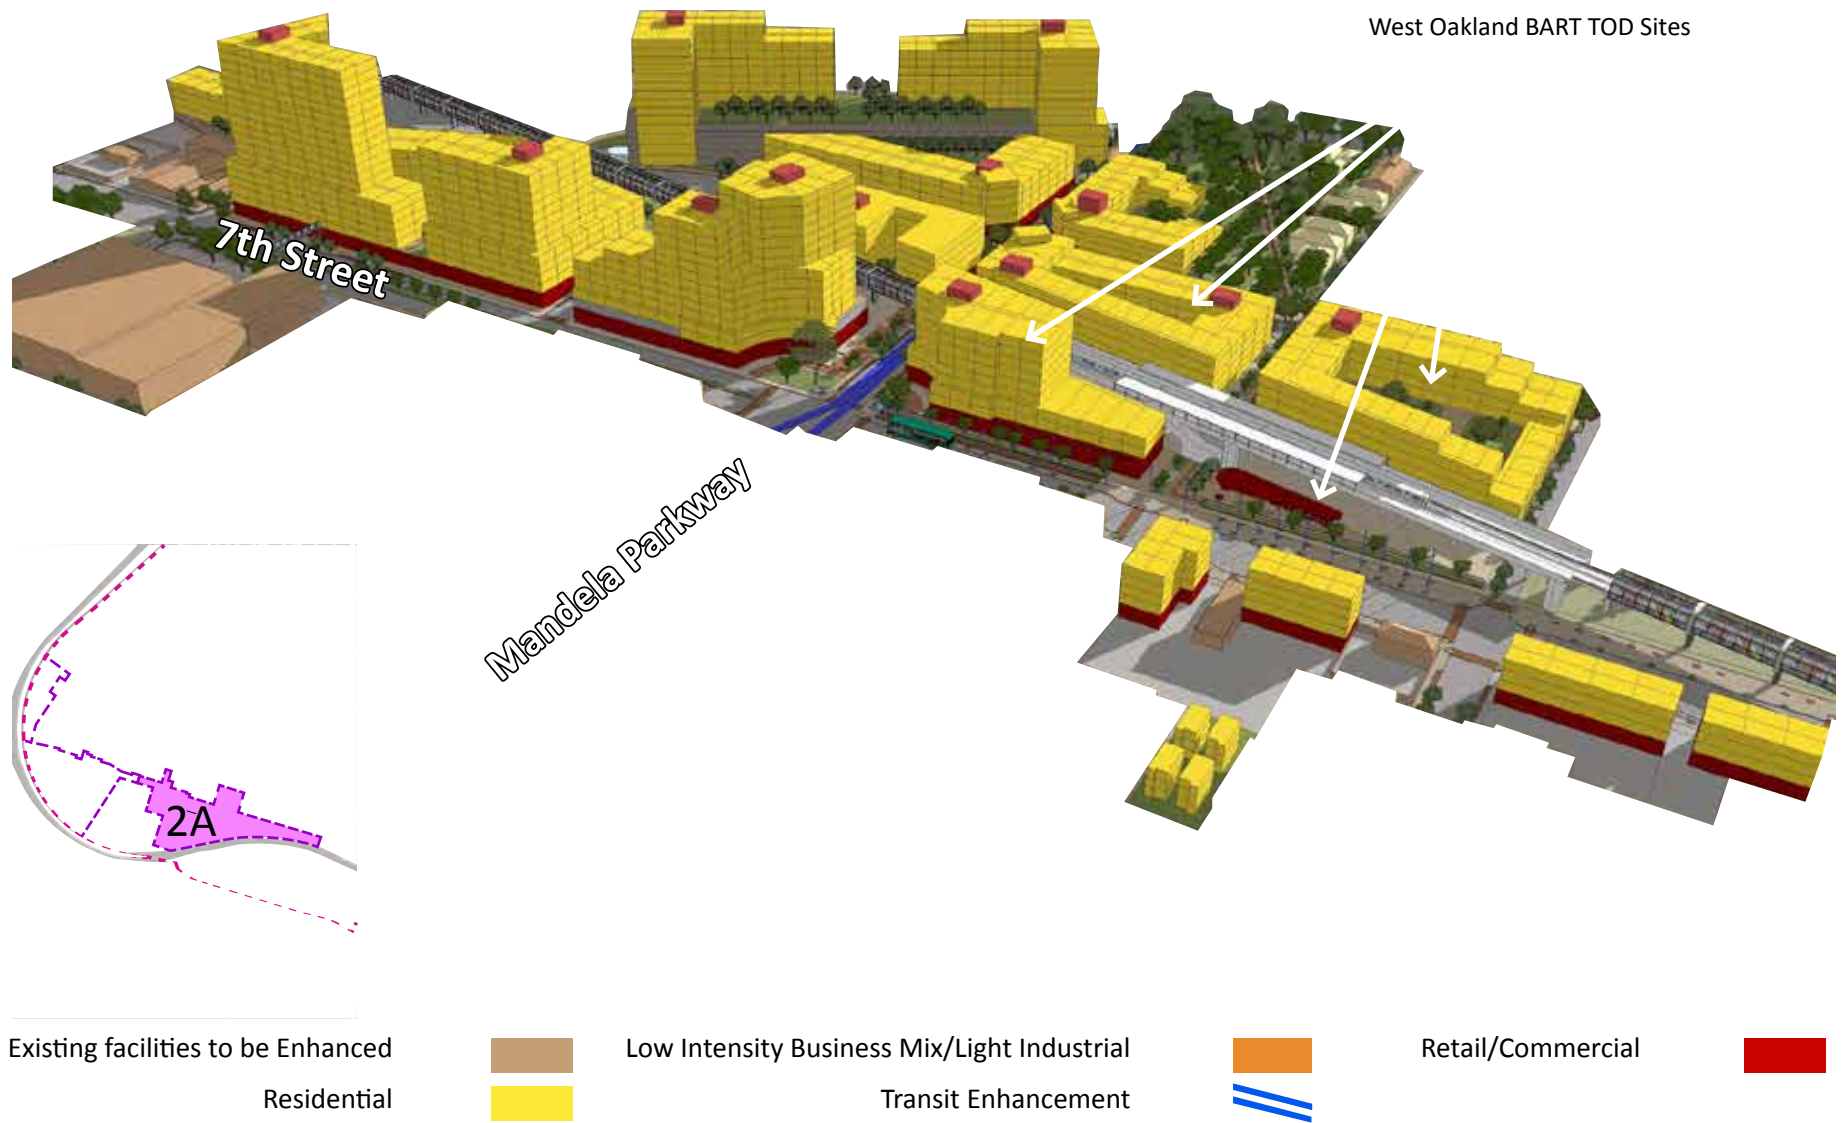 West Oakland BART TOD Sites
7th Street
Mandela Parkway
2A
Existing facilities to be Enhanced
Low Intensity Business Mix/Light Industrial
Retail/Commercial
Residential
Transit Enhancement